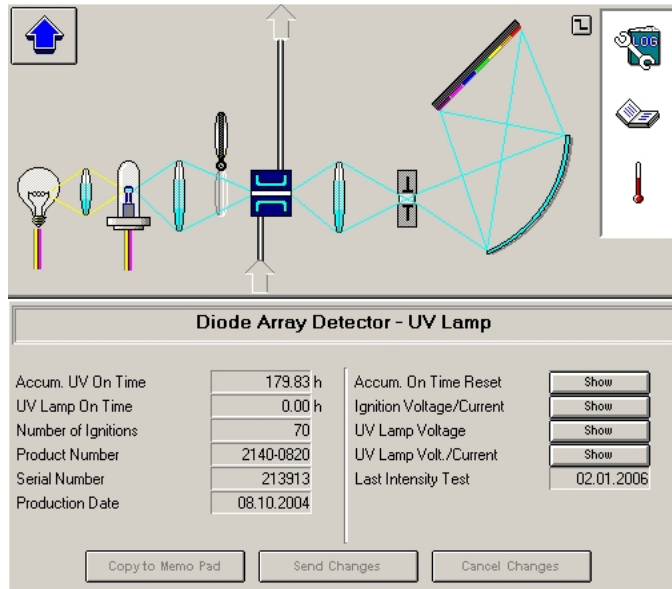 LOG
Diode Array Detector - UV Lamp
Accum. UV On Time 179.83 h
UV Lamp On Time 0.00 h
Number of Ignitions 70
Product Number 2140-0820
Serial Number 213913
Production Date 08.10.2004
Accum. On Time Reset Show
Ignition Voltage/Current Show
UV Lamp Voltage Show
UV Lamp Volt./Current Show
Last Intensity Test 02.01.2006
Copy to Memo Pad Send Changes Cancel Changes